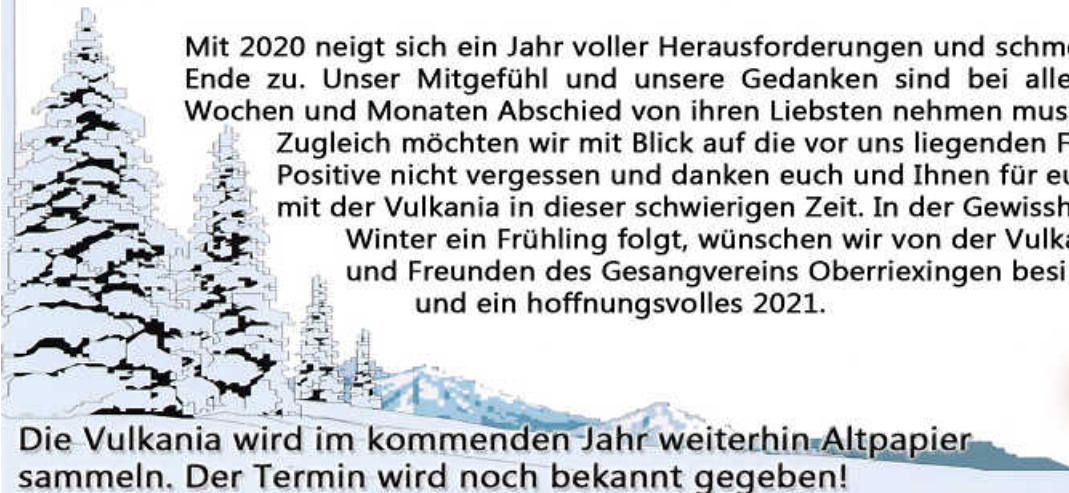 Mit 2020 neigt sich ein Jahr voller Herausforderungen und
Ende zu. Unser Mitgefühl und unsere Gedanken sind bei
Wochen und Monaten Abschied von ihren Liebsten nehmen
Zugleich möchten wir mit Blick auf die vor uns liegenden
Positive nicht vergessen und danken euch und Ihnen für
mit der Vulkania in dieser schwierigen Zeit. In der
Winter ein Frühling folgt, wünschen wir von der
und Freunden des Gesangvereins Oberriexingen
und ein hoffnungsvolles 2021.
Die Vulkania wird im kommenden Jahr weiterhin Altpapier
sammeln. Der Termin wird noch bekannt gegeben!